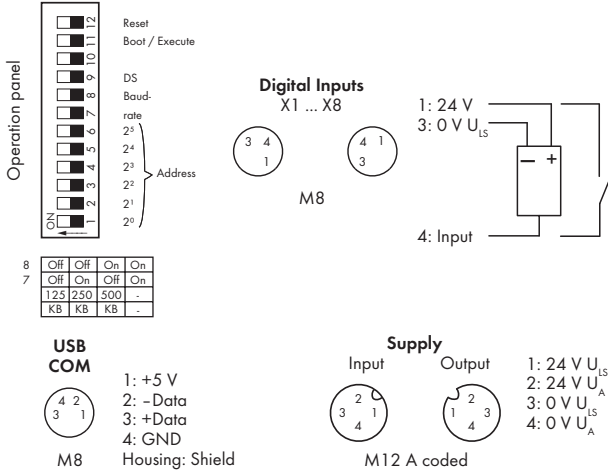 Operation panel
12 Reset
11 Boot / Execute
10
9 DS
8 Baud-
7 rate
6 2⁵
5 2⁴
4 2³
3 2²
2 2¹
1 2⁰
Address
ON
8 Off Off On On
7 Off On Off On
125 250 500 -
KB KB KB -
Digital Inputs
X1 ... X8
3 4
1
4 1
3
M8
1: 24 V
3: 0 V U_LS
– +
4: Input
USB
COM
4 2
3 1
M8
1: +5 V
2: –Data
3: +Data
4: GND
Housing: Shield
Supply
Input Output
2
3 1
4
2
1 3
4
M12 A coded
1: 24 V U_LS
2: 24 V U_A
3: 0 V U_LS
4: 0 V U_A